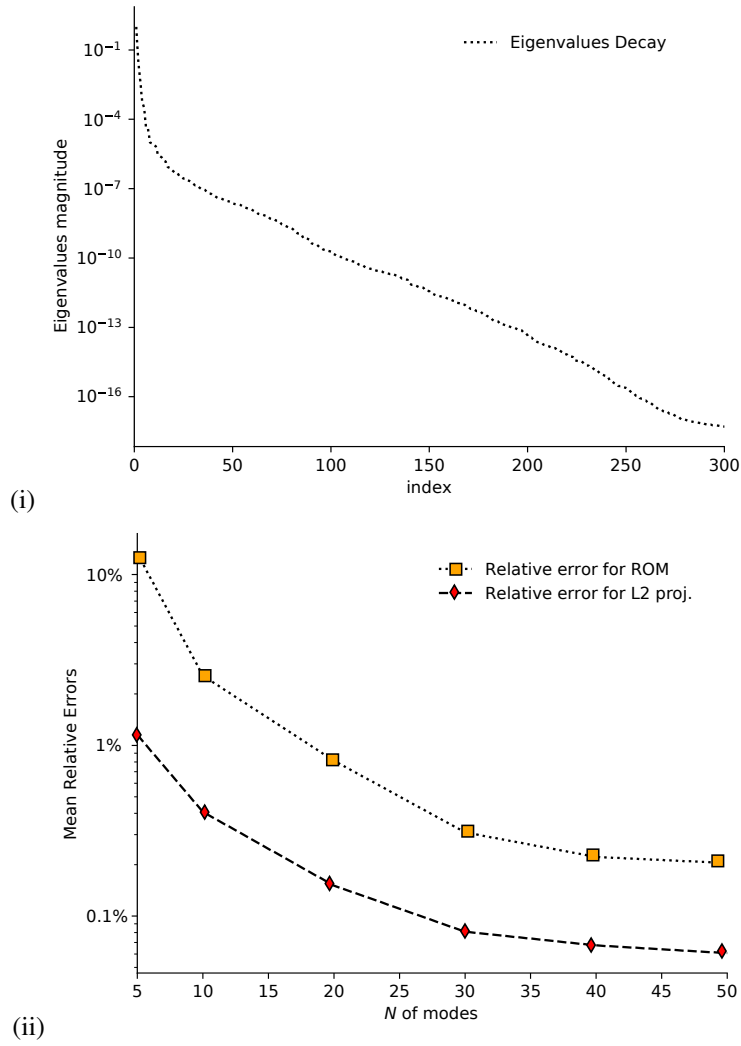 Eigenvalues Decay
Eigenvalues magnitude
10⁻¹
10⁻⁴
10⁻⁷
10⁻¹⁰
10⁻¹³
10⁻¹⁶
0 50 100 150 200 250 300
index
(i)
Relative error for ROM
Relative error for L2 proj.
Mean Relative Errors
10%
1%
0.1%
5 10 15 20 25 30 35 40 45 50
N of modes
(ii)